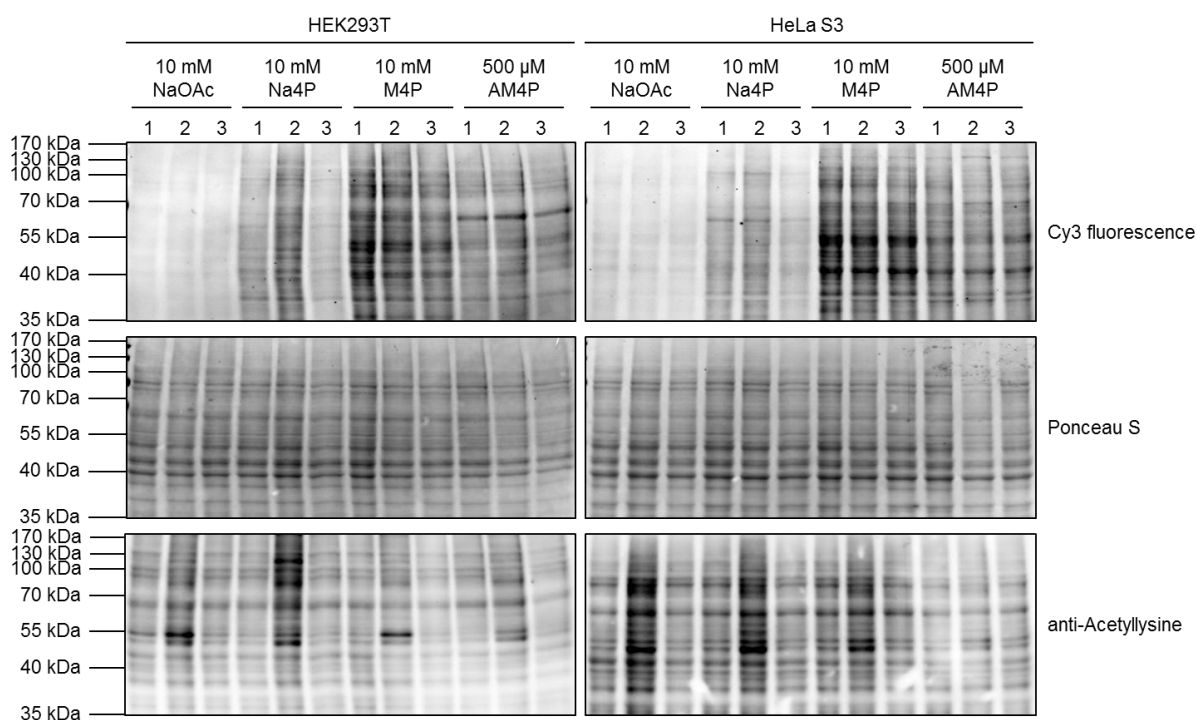 HEK293T HeLa S3
10 mM 10 mM 10 mM 500 µM 10 mM 10 mM 10 mM 500 µM
NaOAc Na4P M4P AM4P NaOAc Na4P M4P AM4P
1 2 3 1 2 3 1 2 3 1 2 3 1 2 3 1 2 3 1 2 3 1 2 3
170 kDa
130 kDa
100 kDa
70 kDa
55 kDa
Cy3 fluorescence
40 kDa
35 kDa
170 kDa
130 kDa
100 kDa
70 kDa
55 kDa
Ponceau S
40 kDa
35 kDa
170 kDa
130 kDa
100 kDa
70 kDa
55 kDa
anti-Acetyllysine
40 kDa
35 kDa